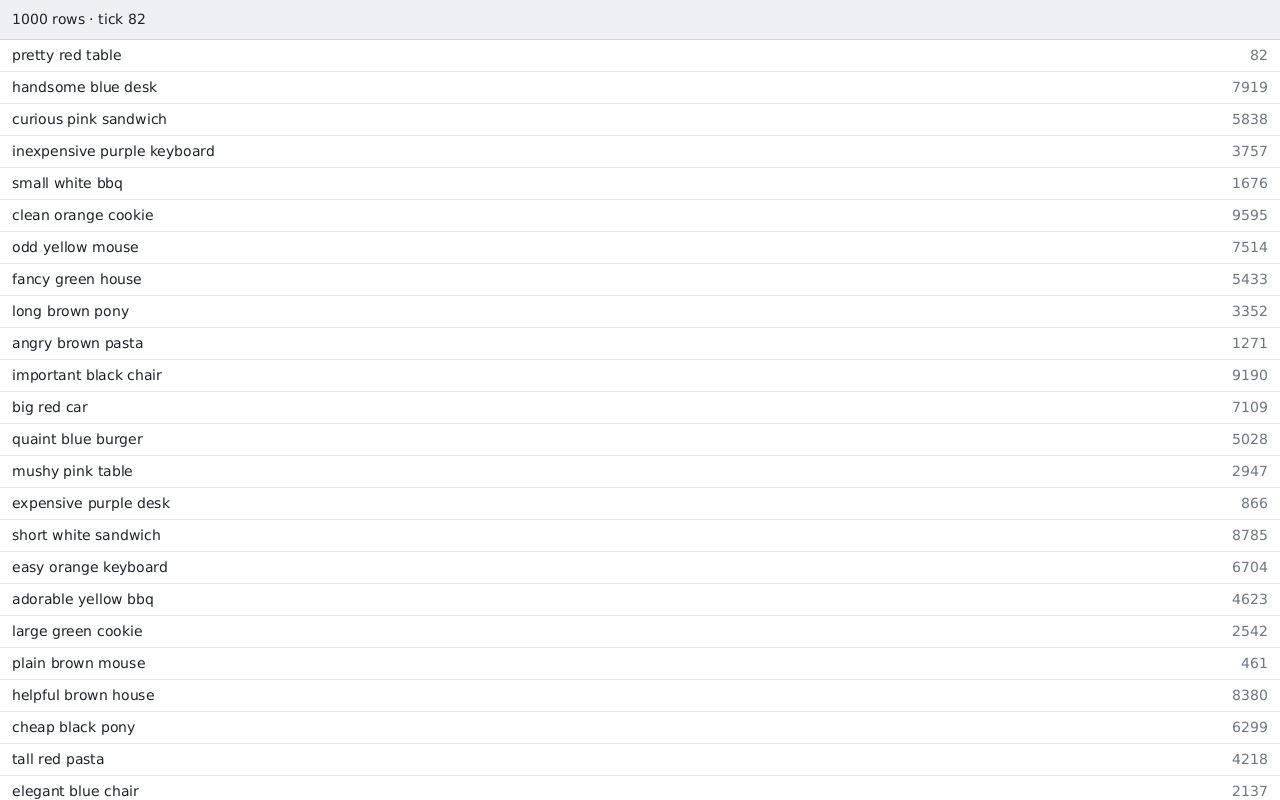 1000 rows · tick 82
pretty red table 82
handsome blue desk 7919
curious pink sandwich 5838
inexpensive purple keyboard 3757
small white bbq 1676
clean orange cookie 9595
odd yellow mouse 7514
fancy green house 5433
long brown pony 3352
angry brown pasta 1271
important black chair 9190
big red car 7109
quaint blue burger 5028
mushy pink table 2947
expensive purple desk 866
short white sandwich 8785
easy orange keyboard 6704
adorable yellow bbq 4623
large green cookie 2542
plain brown mouse 461
helpful brown house 8380
cheap black pony 6299
tall red pasta 4218
elegant blue chair 2137